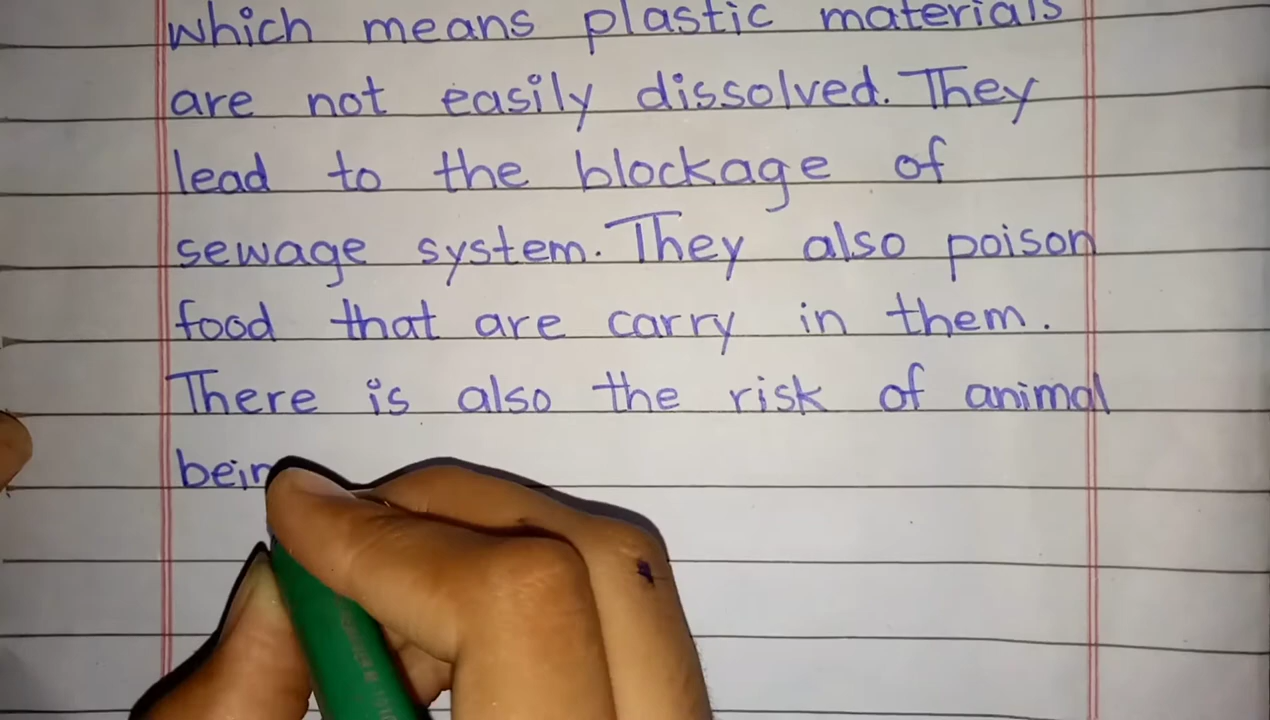 which means plastic materials
are not easily dissolved. They
lead to the blockage of
sewage system. They also poison
food that are carry in them.
There is also the risk of animal
bein